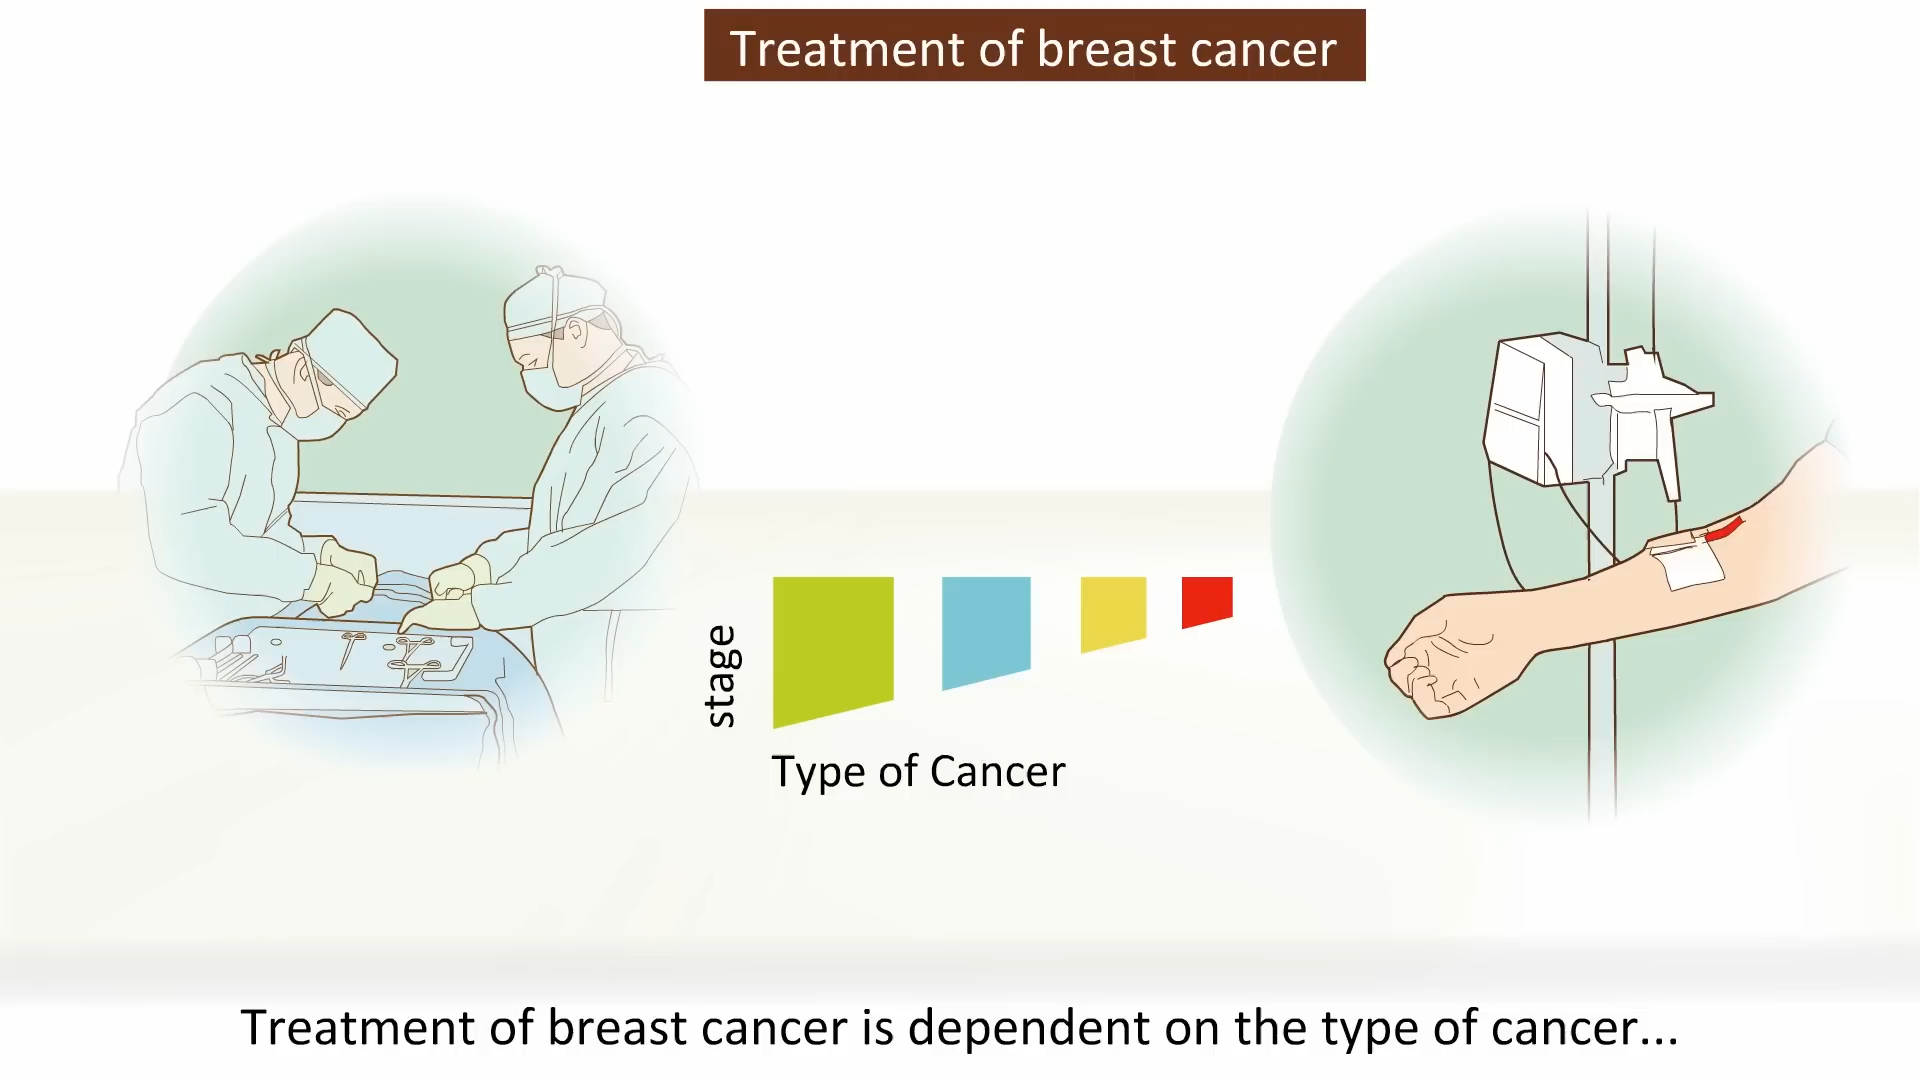 Treatment of breast cancer
stage
Type of Cancer
Treatment of breast cancer is dependent on the type of cancer...